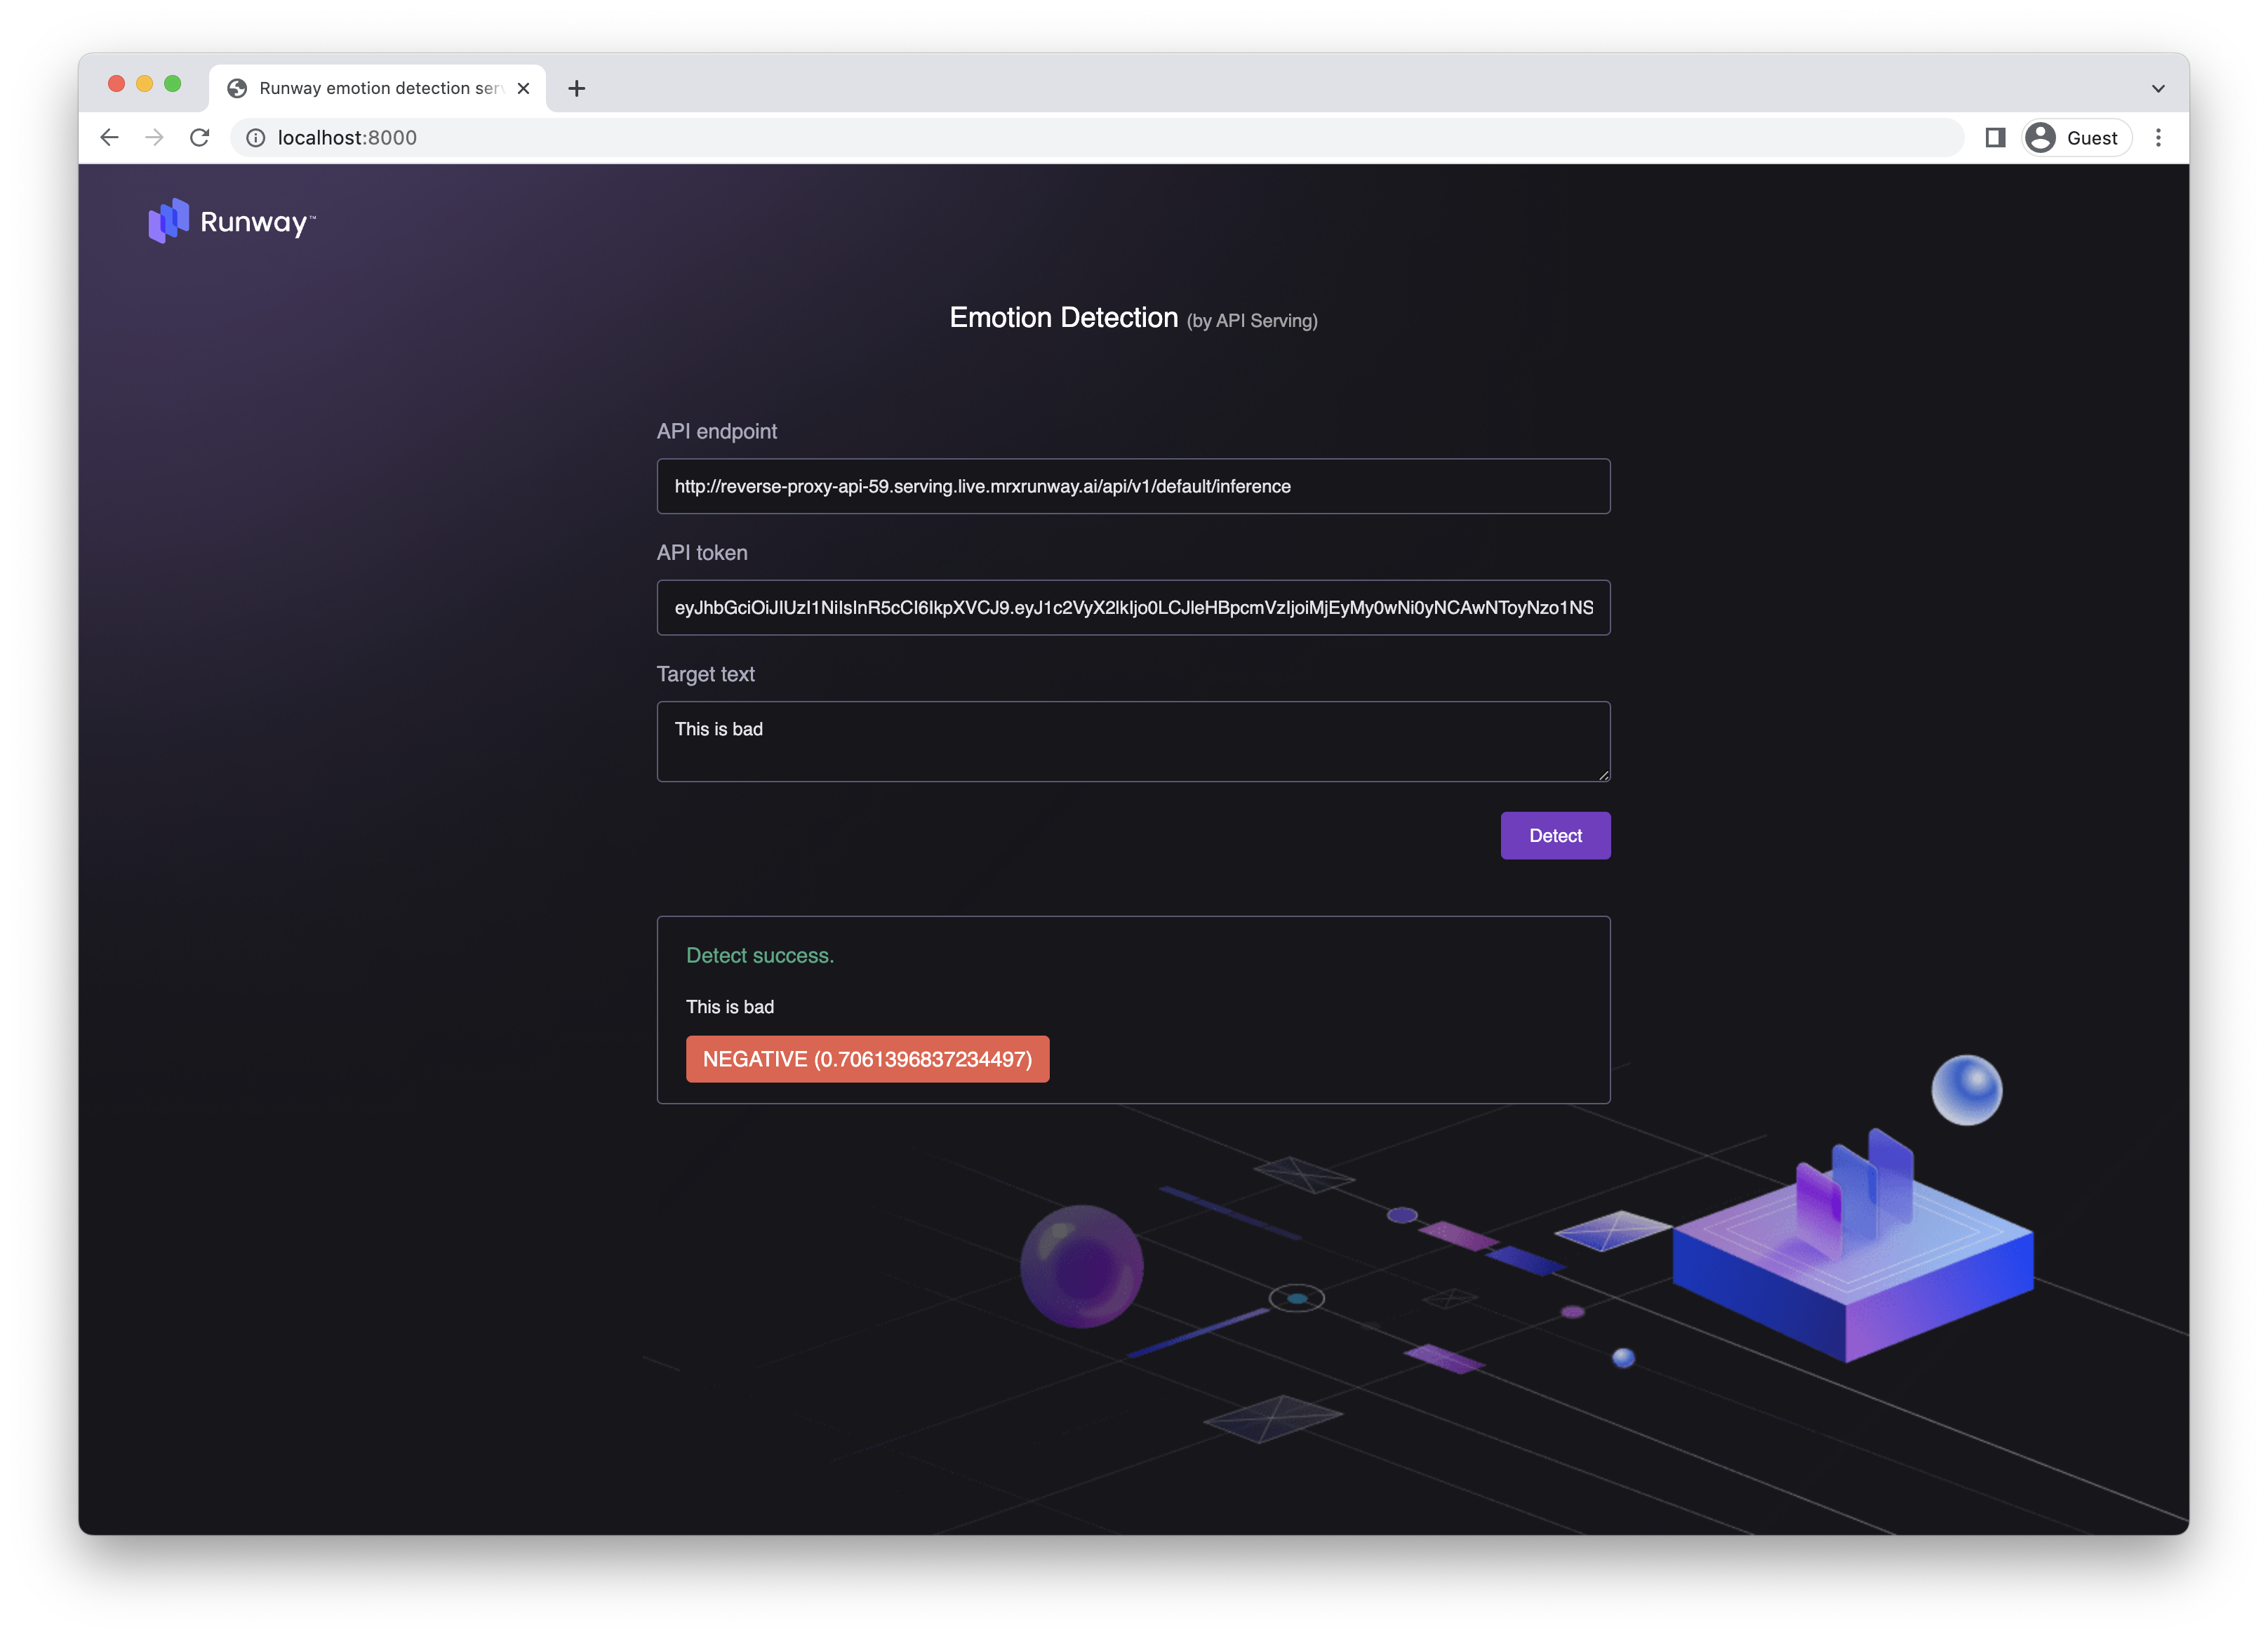 Runway emotion detection ser
localhost:8000
Guest
Runway™
Emotion Detection (by API Serving)
API endpoint
http://reverse-proxy-api-59.serving.live.mrxrunway.ai/api/v1/default/inference
API token
eyJhbGciOiJIUzI1NiIsInR5cCI6IkpXVCJ9.eyJ1c2VyX2lkIjo0LCJleHBpcmVzIjoiMjEyMy0wNi0yNCAwNToyNzo1NS
Target text
This is bad
Detect
Detect success.
This is bad
NEGATIVE (0.7061396837234497)